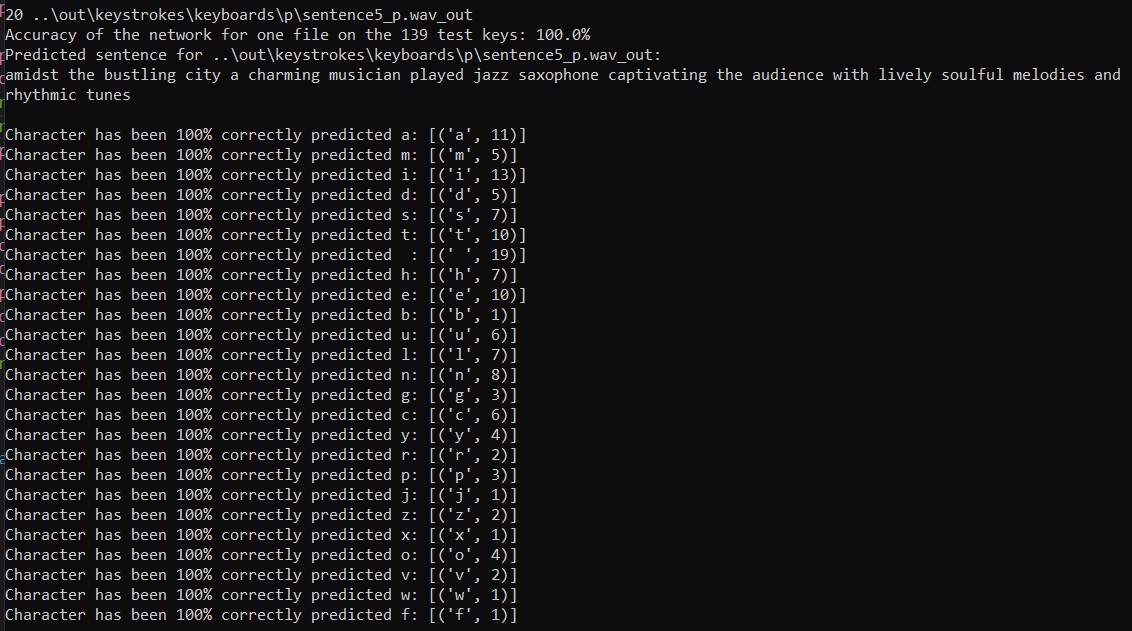 20 ..\out\keystrokes\keyboards\p\sentence5_p.wav_out
Accuracy of the network for one file on the 139 test keys: 100.0%
Predicted sentence for ..\out\keystrokes\keyboards\p\sentence5_p.wav_out:
amidst the bustling city a charming musician played jazz saxophone captivating the audience with lively soulful melodies and
rhythmic tunes
Character has been 100% correctly predicted a: [('a', 11)]
Character has been 100% correctly predicted m: [('m', 5)]
Character has been 100% correctly predicted i: [('i', 13)]
Character has been 100% correctly predicted d: [('d', 5)]
Character has been 100% correctly predicted s: [('s', 7)]
Character has been 100% correctly predicted t: [('t', 10)]
Character has been 100% correctly predicted  : [(' ', 19)]
Character has been 100% correctly predicted h: [('h', 7)]
Character has been 100% correctly predicted e: [('e', 10)]
Character has been 100% correctly predicted b: [('b', 1)]
Character has been 100% correctly predicted u: [('u', 6)]
Character has been 100% correctly predicted l: [('l', 7)]
Character has been 100% correctly predicted n: [('n', 8)]
Character has been 100% correctly predicted g: [('g', 3)]
Character has been 100% correctly predicted c: [('c', 6)]
Character has been 100% correctly predicted y: [('y', 4)]
Character has been 100% correctly predicted r: [('r', 2)]
Character has been 100% correctly predicted p: [('p', 3)]
Character has been 100% correctly predicted j: [('j', 1)]
Character has been 100% correctly predicted z: [('z', 2)]
Character has been 100% correctly predicted x: [('x', 1)]
Character has been 100% correctly predicted o: [('o', 4)]
Character has been 100% correctly predicted v: [('v', 2)]
Character has been 100% correctly predicted w: [('w', 1)]
Character has been 100% correctly predicted f: [('f', 1)]